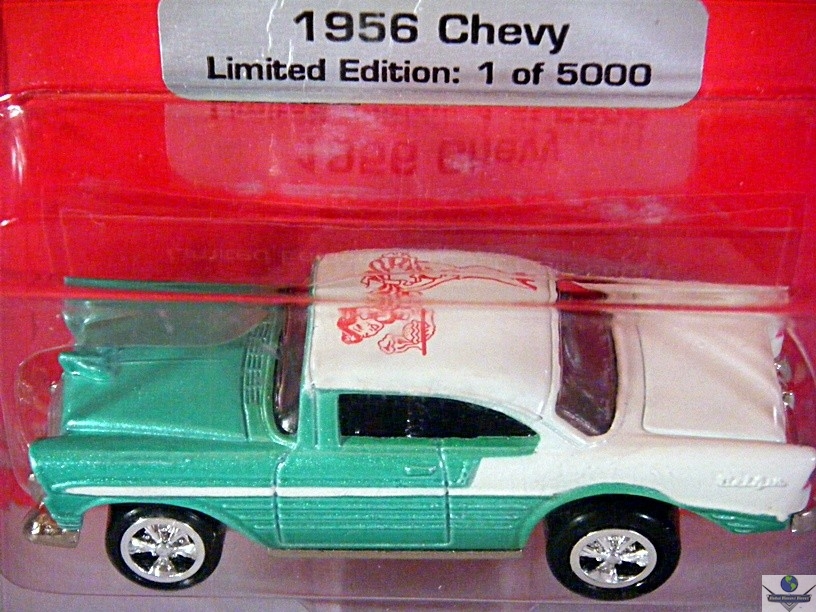 1956 Chevy
Limited Edition: 1 of 5000